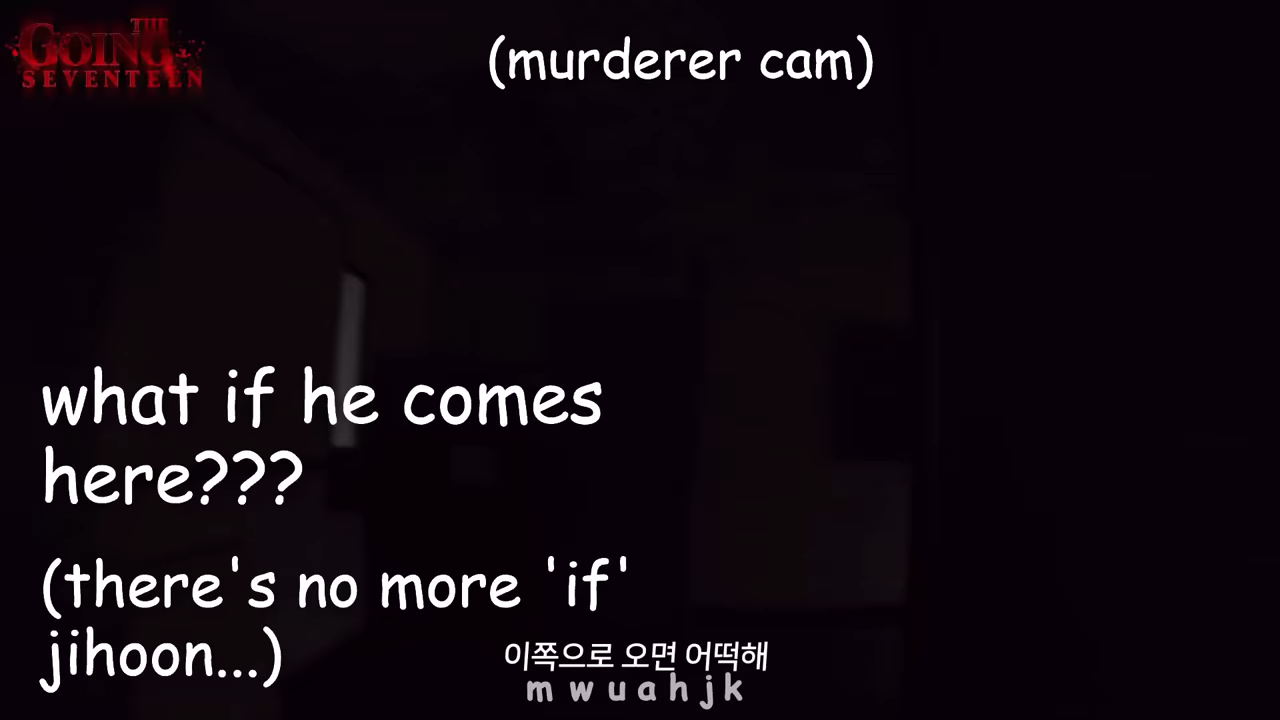 THE
GOING
SEVENTEEN
(murderer cam)
what if he comes
here???
(there's no more 'if'
jihoon...)
이쪽으로 오면 어떡해
mwuahjk